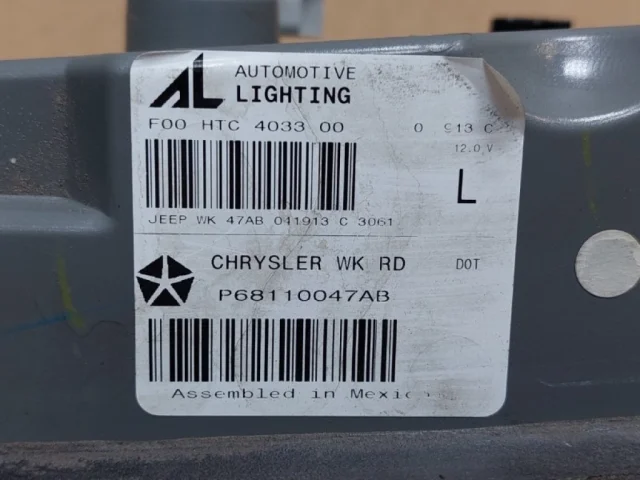 AL AUTOMOTIVE
LIGHTING
F00 HTC 4033 00
12.0 V
L
JEEP WK 47AB 041913 C 3061
CHRYSLER WK RD DOT
P68110047AB
Assembled in Mexico